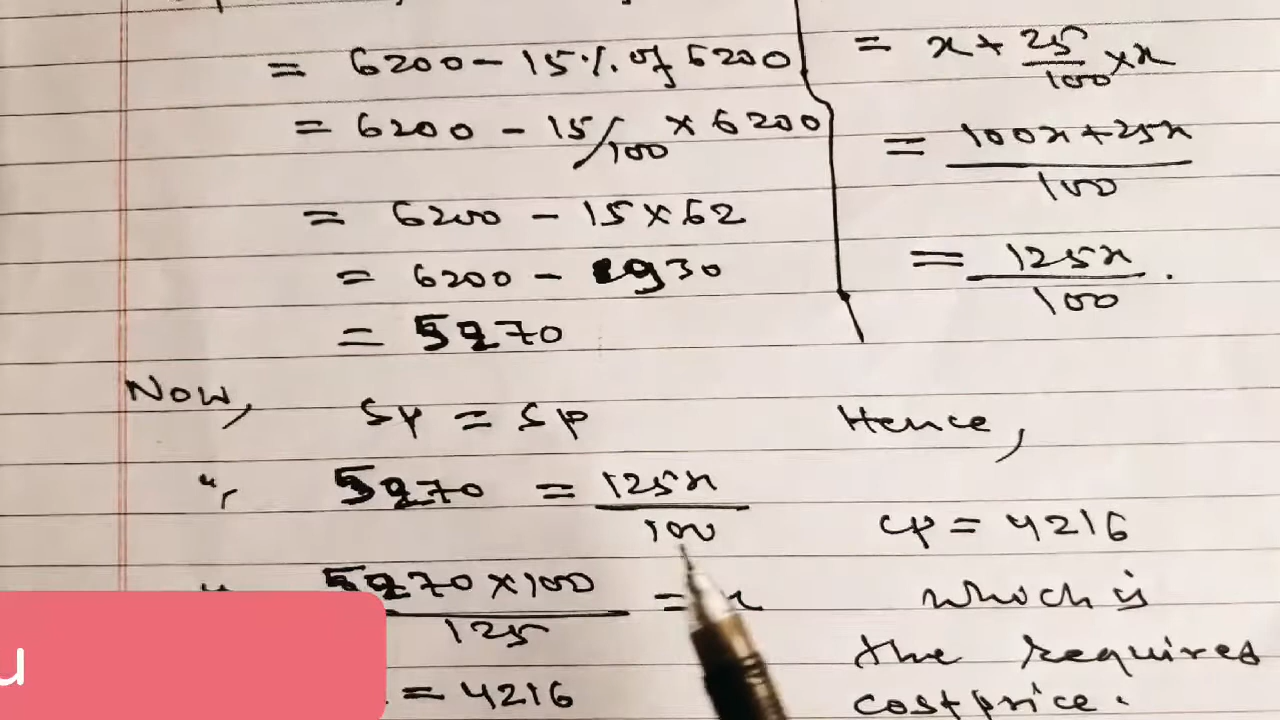 = 6200 - 15% of 6200
= 6200 - 15/100 × 6200
= 6200 - 15 × 62
= 6200 - 930
= 5270
= x + 25/100 × x
= 100x + 25x / 100
= 125x / 100 .
Now, SP = SP
5270 = 125x / 100
5270 × 100 / 125 = x
= 4216
Hence,
CP = 4216
which is
the requires
cost price.
u